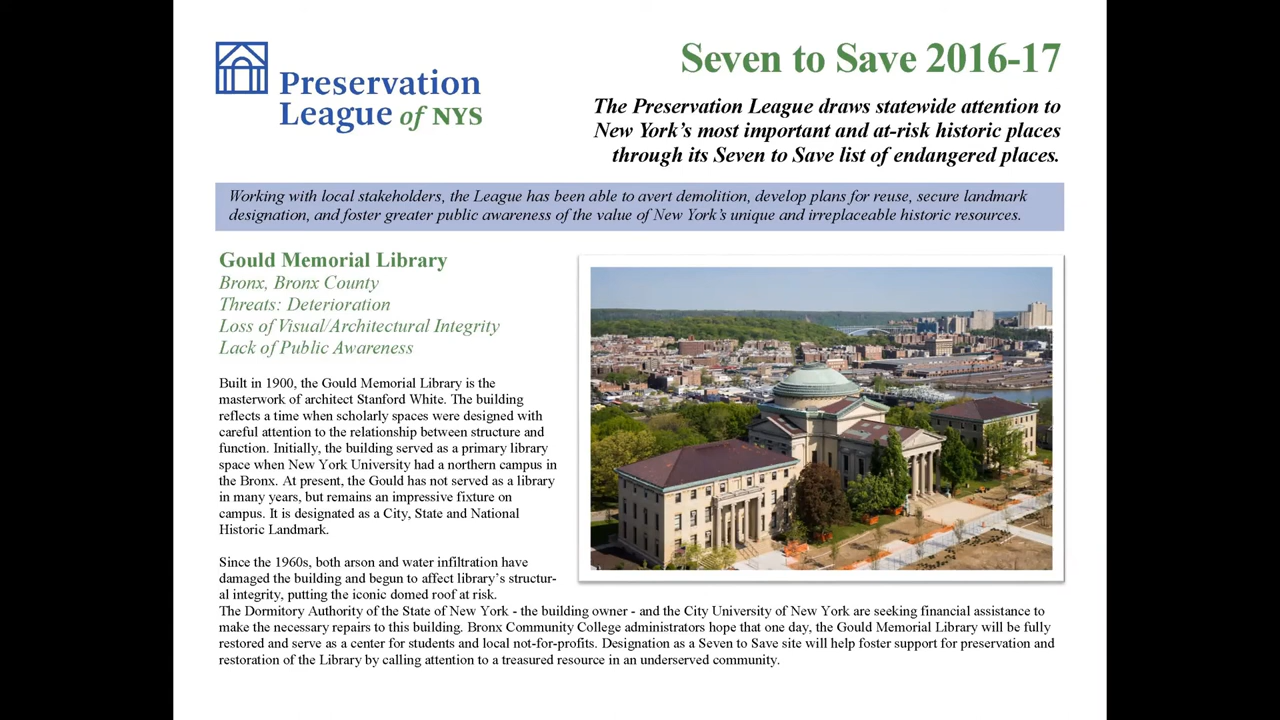 Preservation
League of NYS
Seven to Save 2016-17
The Preservation League draws statewide attention to
New York's most important and at-risk historic places
through its Seven to Save list of endangered places.
Working with local stakeholders, the League has been able to avert demolition, develop plans for reuse, secure landmark
designation, and foster greater public awareness of the value of New York's unique and irreplaceable historic resources.
Gould Memorial Library
Bronx, Bronx County
Threats: Deterioration
Loss of Visual/Architectural Integrity
Lack of Public Awareness
Built in 1900, the Gould Memorial Library is the
masterwork of architect Stanford White. The building
reflects a time when scholarly spaces were designed with
careful attention to the relationship between structure and
function. Initially, the building served as a primary library
space when New York University had a northern campus in
the Bronx. At present, the Gould has not served as a library
in many years, but remains an impressive fixture on
campus. It is designated as a City, State and National
Historic Landmark.
Since the 1960s, both arson and water infiltration have
damaged the building and begun to affect library's structur-
al integrity, putting the iconic domed roof at risk.
The Dormitory Authority of the State of New York - the building owner - and the City University of New York are seeking financial assistance to
make the necessary repairs to this building. Bronx Community College administrators hope that one day, the Gould Memorial Library will be fully
restored and serve as a center for students and local not-for-profits. Designation as a Seven to Save site will help foster support for preservation and
restoration of the Library by calling attention to a treasured resource in an underserved community.